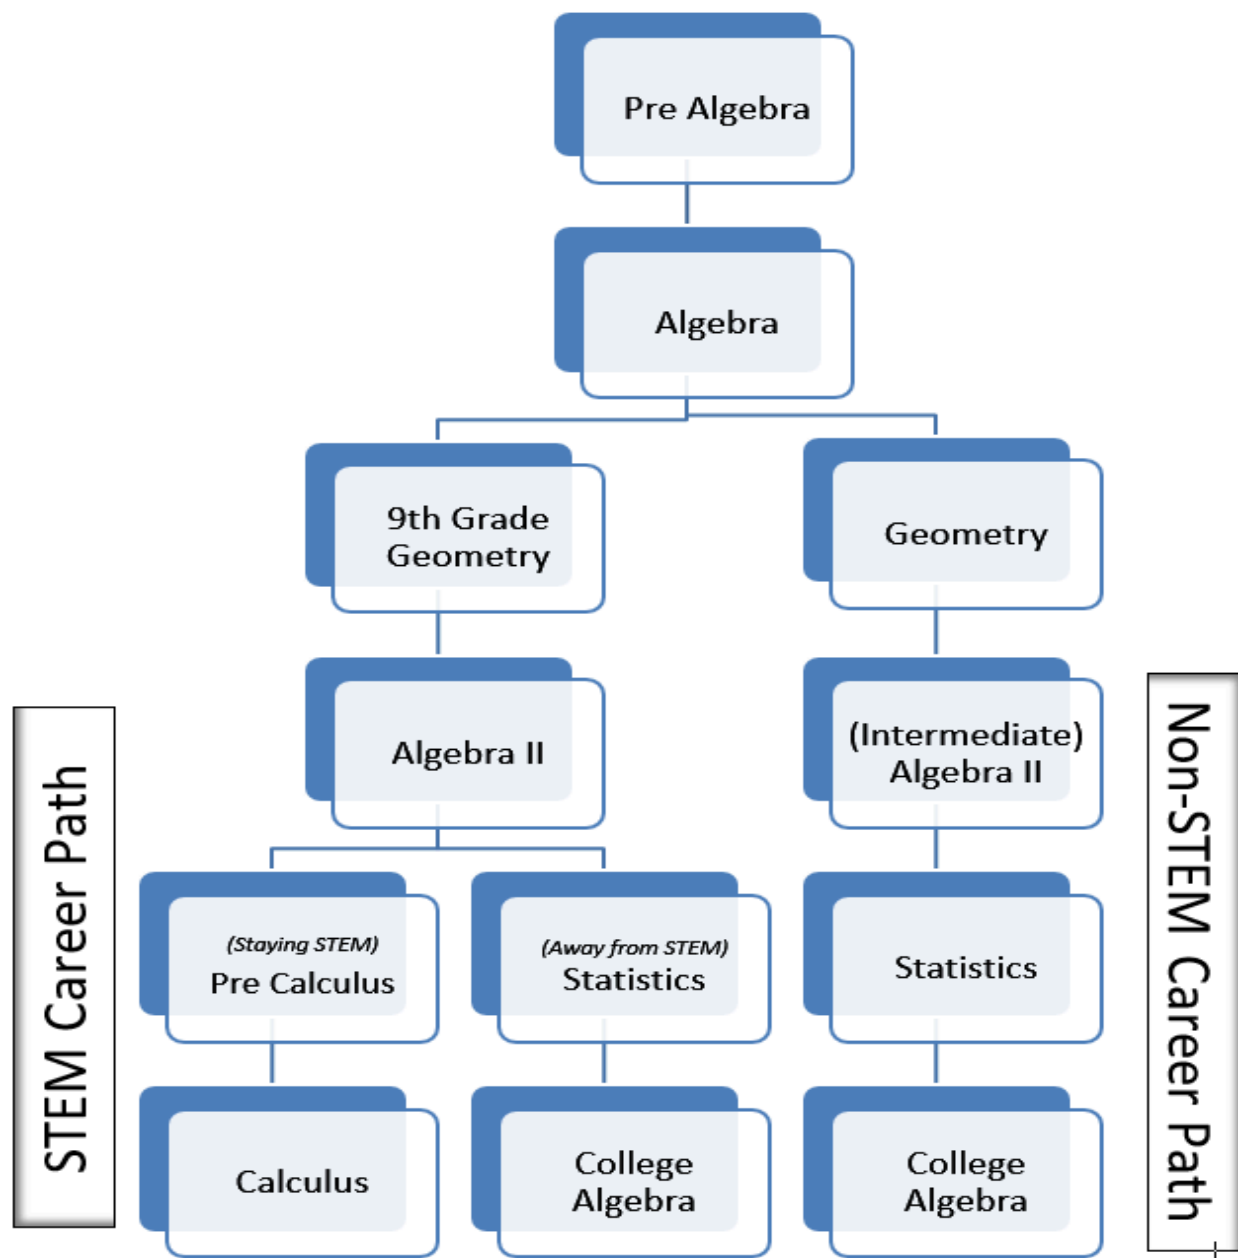 Pre Algebra
Algebra
9th Grade
Geometry
Geometry
Algebra II
(Intermediate)
Algebra II
(Staying STEM)
Pre Calculus
(Away from STEM)
Statistics
Statistics
Calculus
College
Algebra
College
Algebra
STEM Career Path
Non-STEM Career Path